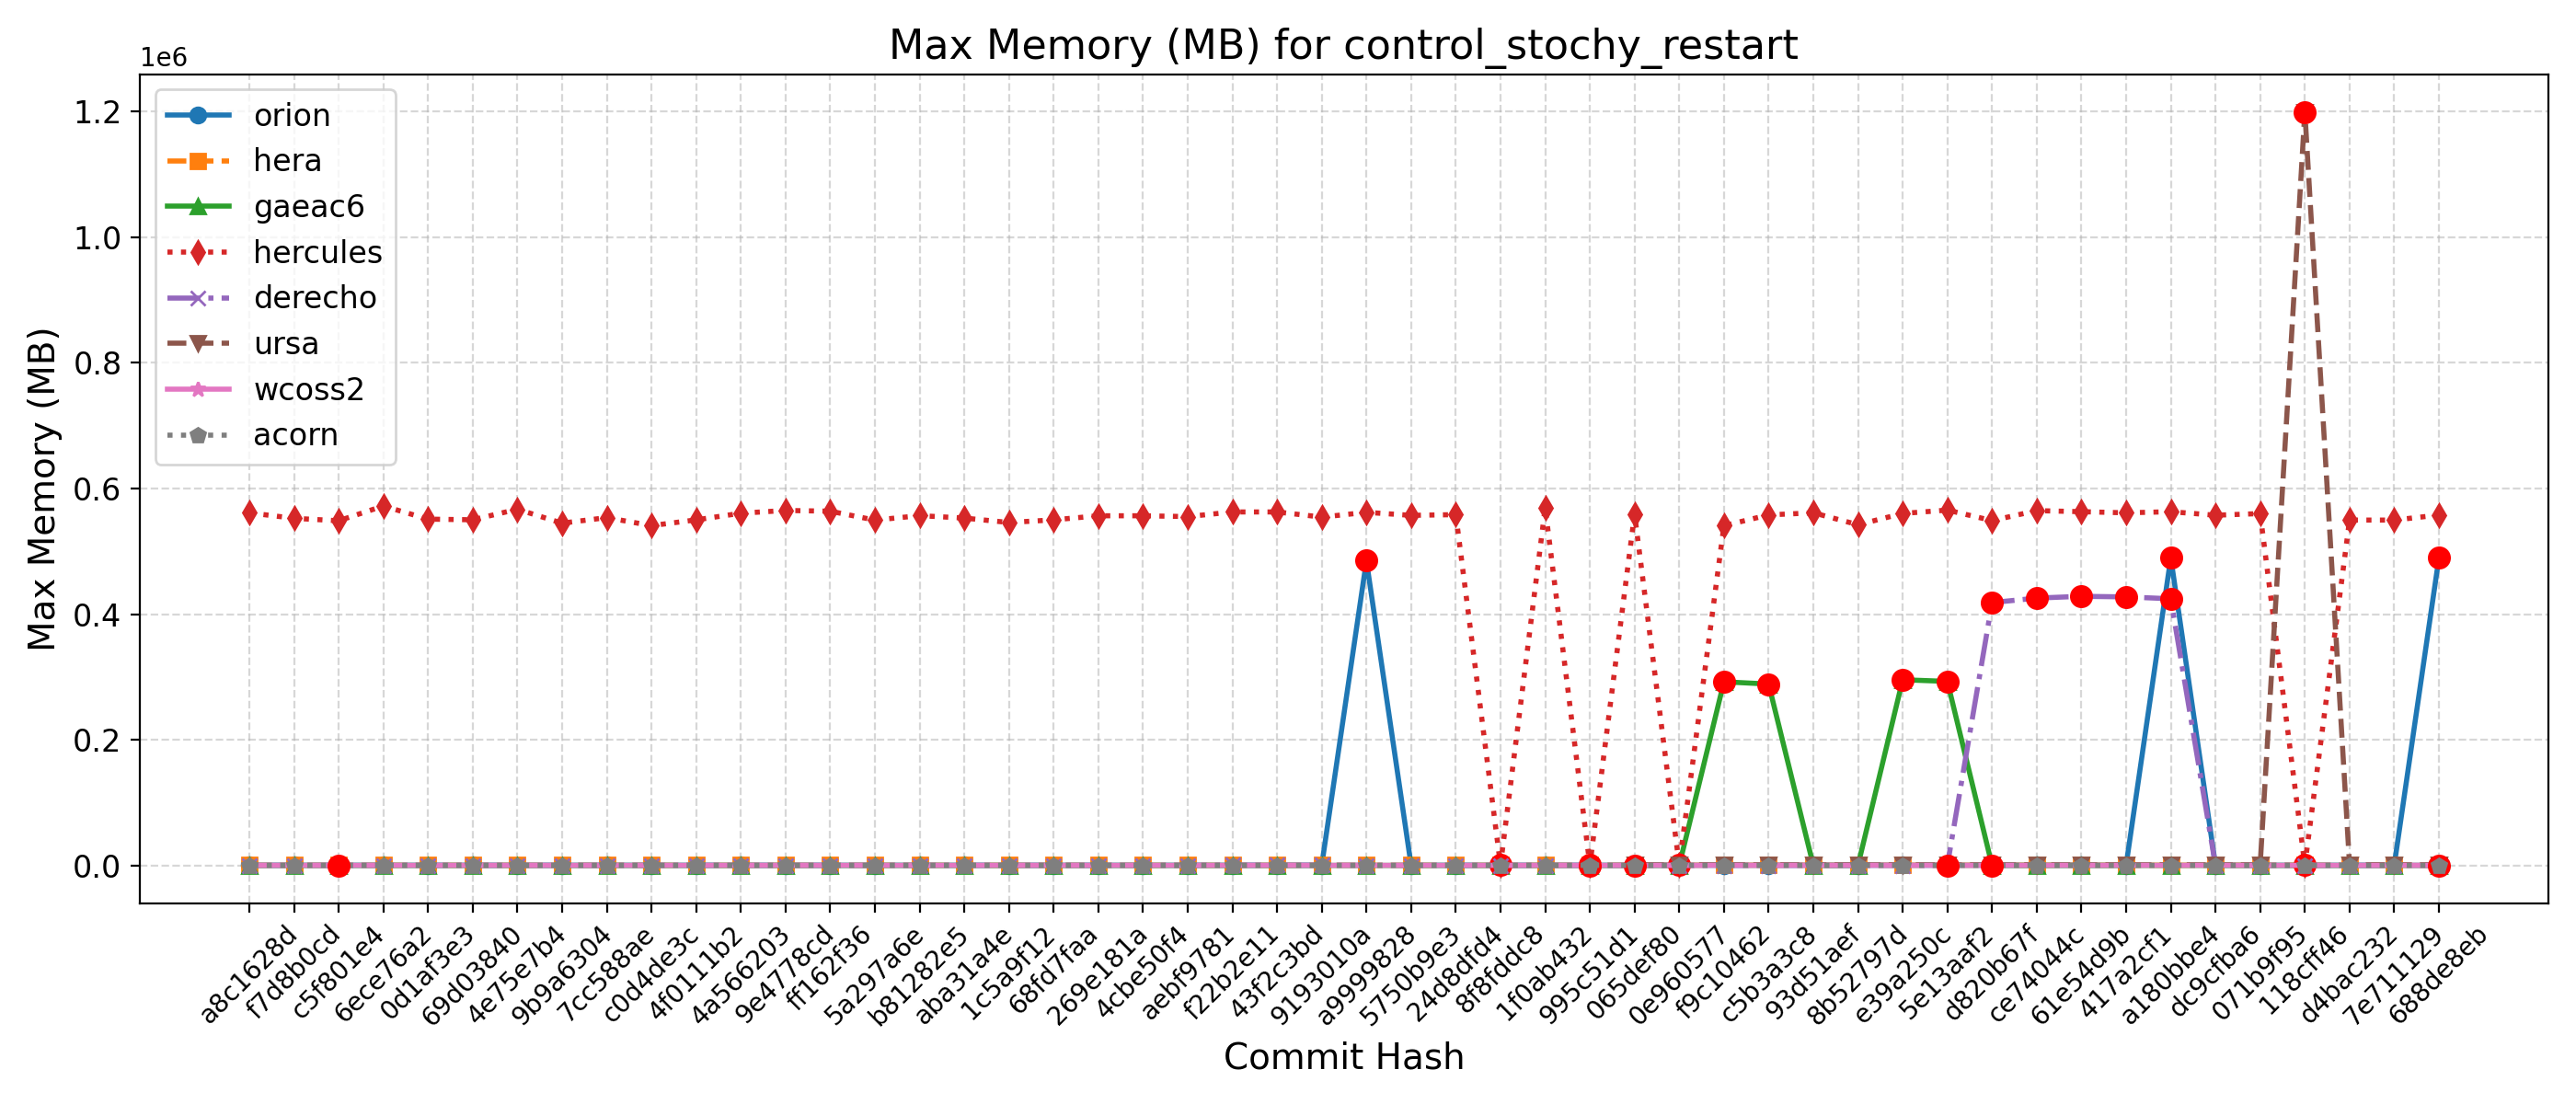 Max Memory (MB) for control_stochy_restart
1e6
1.2
1.0
0.8
0.6
0.4
0.2
0.0
Max Memory (MB)
orion
hera
gaeac6
hercules
derecho
ursa
wcoss2
acorn
a8c1628d
f7d8b0cd
c5f801e4
6ece76a2
0d1af3e3
69d03840
4e75e7b4
9b9a6304
7cc588ae
c0d4de3c
4f0111b2
4a566203
9e4778cd
ff162f36
5a297a6e
b81282e5
aba31a4e
1c5a9f12
68fd7faa
269e181a
4cbe50f4
aebf9781
f22b2e11
43f2c3bd
9193010a
a9999828
5750b9e3
24d8dfd4
8f8fddc8
1f0ab432
995c51d1
065def80
0e960577
f9c10462
c5b3a3c8
93d51aef
8b52797d
e39a250c
5e13aaf2
d820b67f
ce74044c
61e54d9b
417a2cf1
a180bbe4
dc9cfba6
071b9f95
118cff46
d4bac232
7e711129
688de8eb
Commit Hash